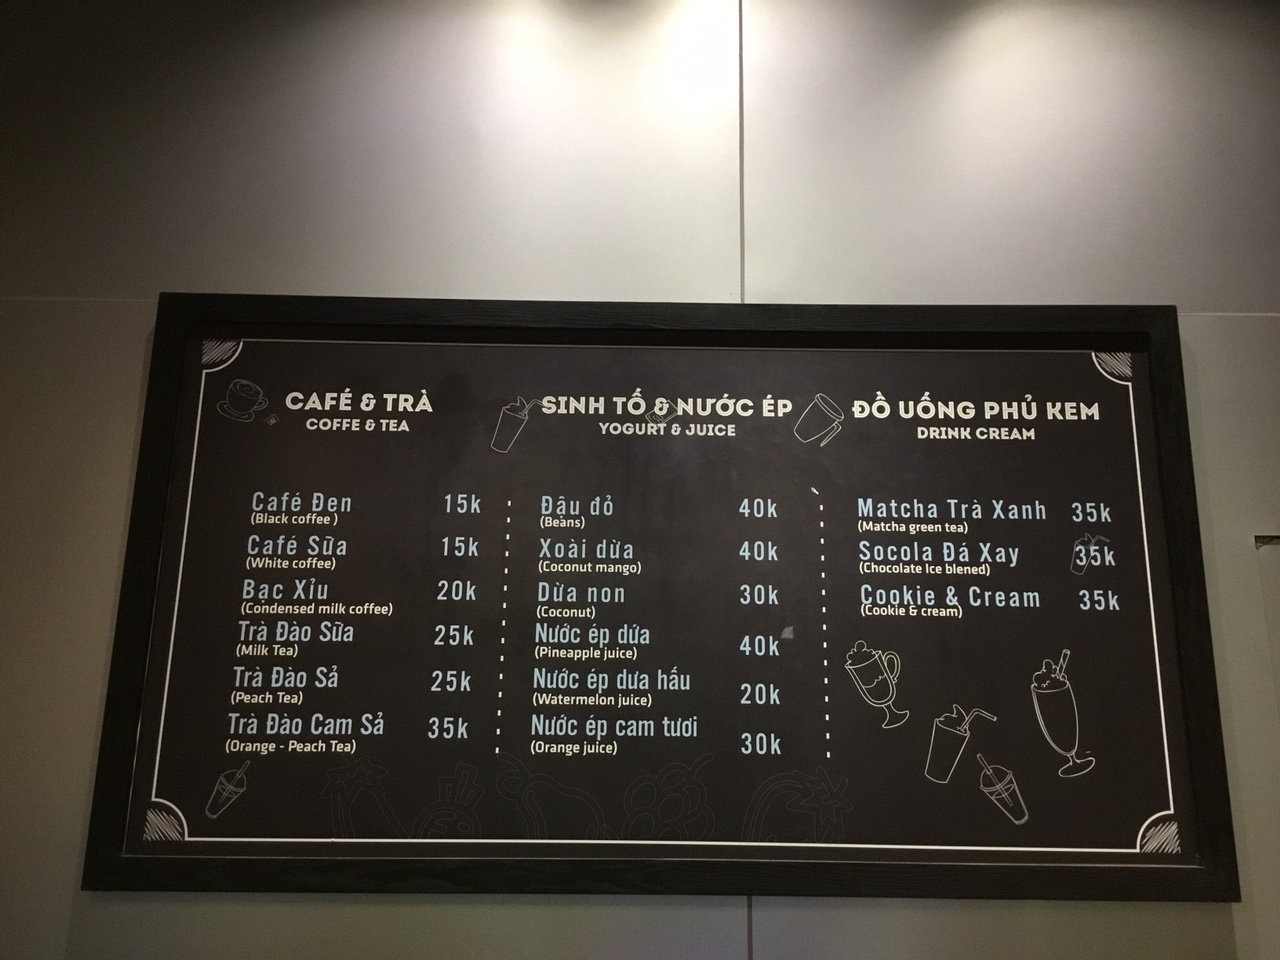 CAFÉ & TRÀ
COFFE & TEA
Café Đen 15k
(Black coffee )
Café Sữa 15k
(White coffee)
Bạc Xỉu 20k
(Condensed milk coffee)
Trà Đào Sữa 25k
(Milk Tea)
Trà Đào Sả 25k
(Peach Tea)
Trà Đào Cam Sả 35k
(Orange - Peach Tea)
SINH TỐ & NƯỚC ÉP
YOGURT & JUICE
Đậu đỏ 40k
(Beans)
Xoài dừa 40k
(Coconut mango)
Dừa non 30k
(Coconut)
Nước ép dứa 40k
(Pineapple juice)
Nước ép dưa hấu 20k
(Watermelon juice)
Nước ép cam tươi 30k
(Orange juice)
ĐỒ UỐNG PHỦ KEM
DRINK CREAM
Matcha Trà Xanh 35k
(Matcha green tea)
Socola Đá Xay 35k
(Chocolate Ice blended)
Cookie & Cream 35k
(Cookie & cream)